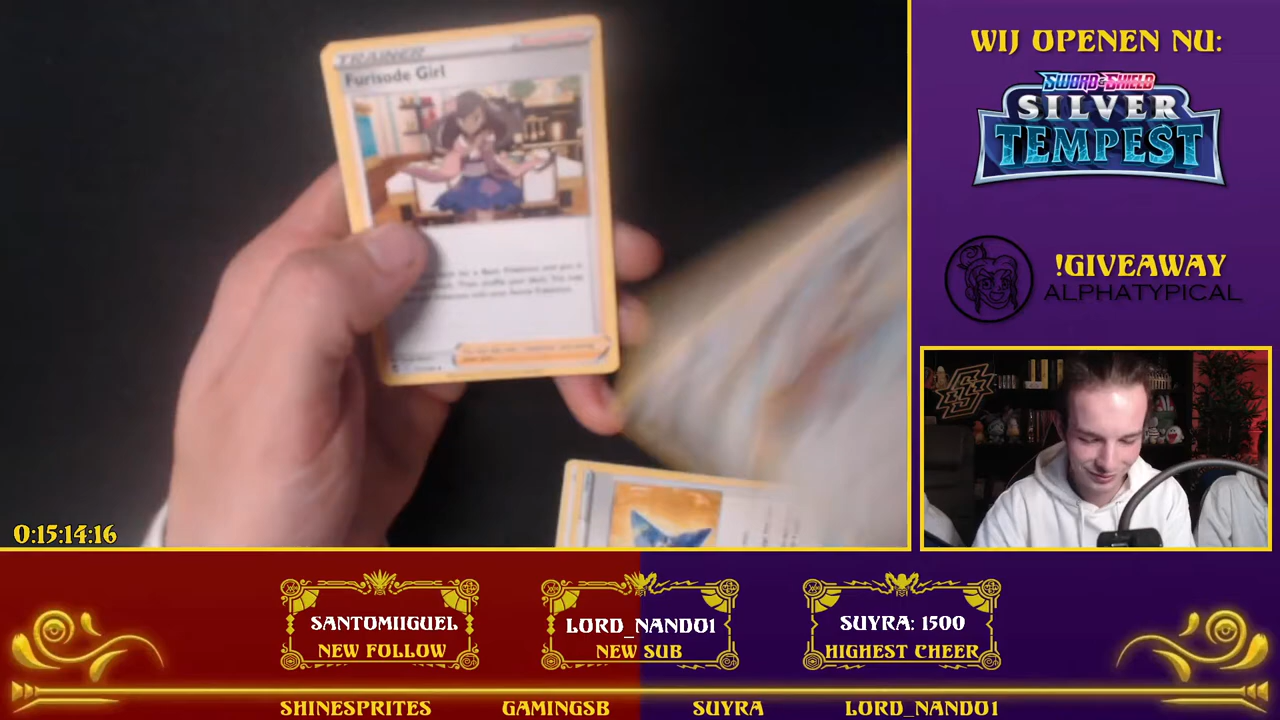 TRAINER
Furisode Girl
0:15:14:16
WIJ OPENEN NU:
SWORD & SHIELD
SILVER
TEMPEST
!GIVEAWAY
ALPHATYPICAL
SANTOMIIGUEL
NEW FOLLOW
LORD_NANDO1
NEW SUB
SUYRA: 1500
HIGHEST CHEER
SHINESPRITES
GAMINGSB
SUYRA
LORD_NANDO1